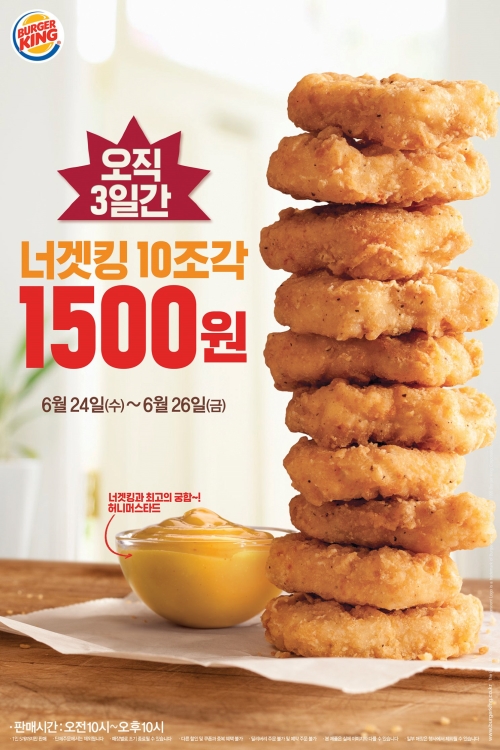 BURGER
KING
오직
3일간
너겟킹 10조각
1500원
6월 24일(수) ~ 6월 26일(금)
너겟킹과 최고의 궁합~!
허니머스타드
· 판매시간 : 오전10시~오후10시